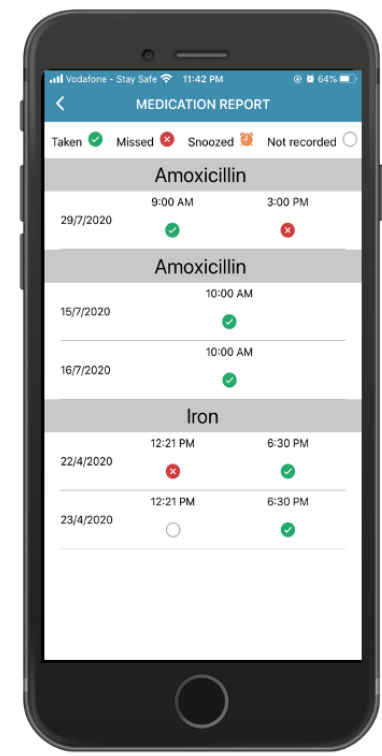 Vodafone - Stay Safe 11:42 PM 64%
MEDICATION REPORT
Taken Missed Snoozed Not recorded
Amoxicillin
9:00 AM 3:00 PM
29/7/2020
Amoxicillin
10:00 AM
15/7/2020
10:00 AM
16/7/2020
Iron
12:21 PM 6:30 PM
22/4/2020
12:21 PM 6:30 PM
23/4/2020